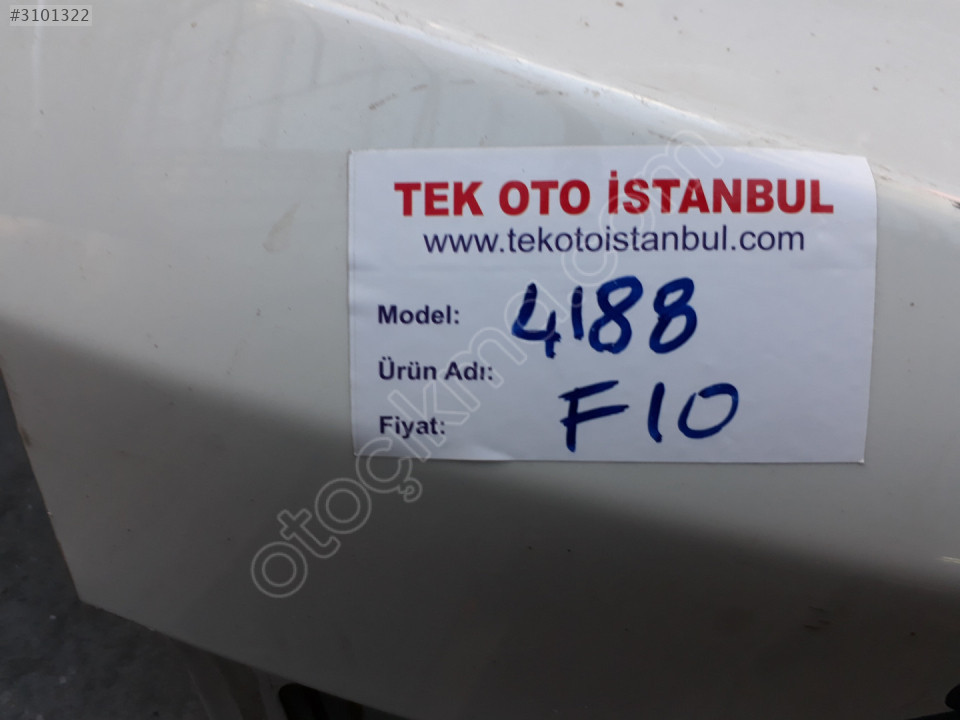 #3101322
TEK OTO İSTANBUL
www.tekotoistanbul.com
Model: 4188
Ürün Adı:
Fiyat: F10
otoçıkma.com